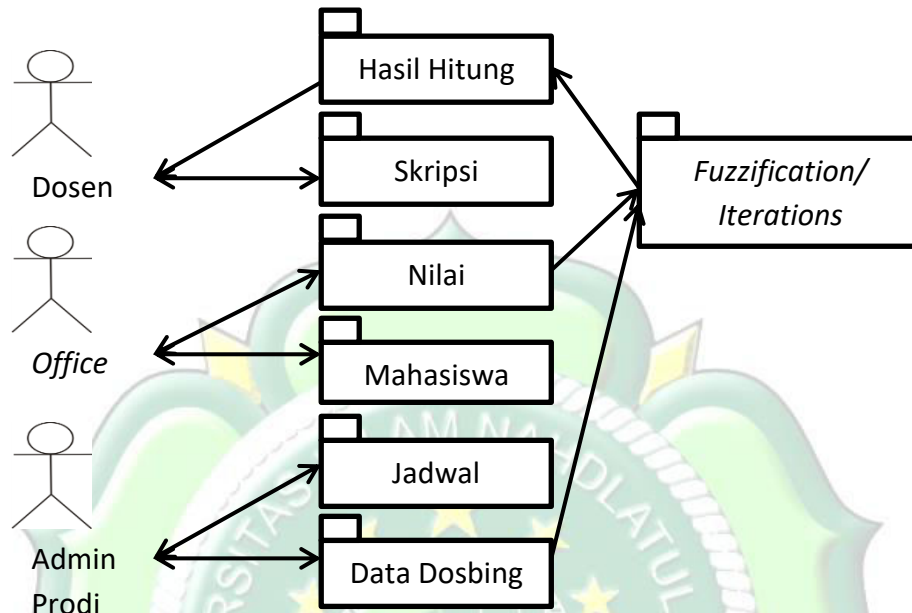 Hasil Hitung
Dosen
Skripsi
Fuzzification/
Iterations
Nilai
Office
Mahasiswa
Jadwal
Admin
Prodi
Data Dosbing